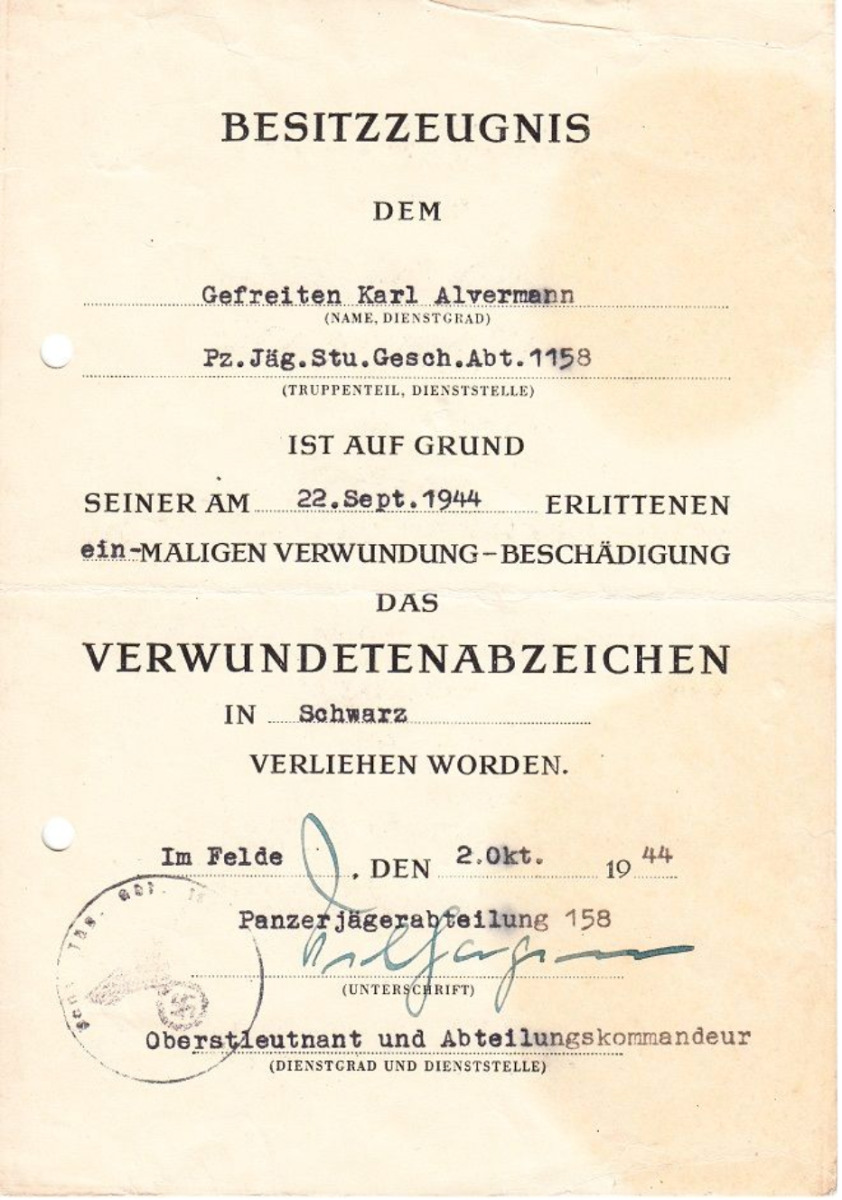 BESITZZEUGNIS
DEM
Gefreiten Karl Alvermann
(NAME, DIENSTGRAD)
Pz.Jäg.Stu.Gesch.Abt.1158
(TRUPPENTEIL, DIENSTSTELLE)
IST AUF GRUND
SEINER AM 22.Sept.1944 ERLITTENEN
ein-MALIGEN VERWUNDUNG-BESCHÄDIGUNG
DAS
VERWUNDETENABZEICHEN
IN Schwarz
VERLIEHEN WORDEN.
Im Felde, DEN 2.Okt. 1944
Panzerjägerabteilung 158
(UNTERSCHRIFT)
Oberstleutnant und Abteilungskommandeur
(DIENSTGRAD UND DIENSTSTELLE)